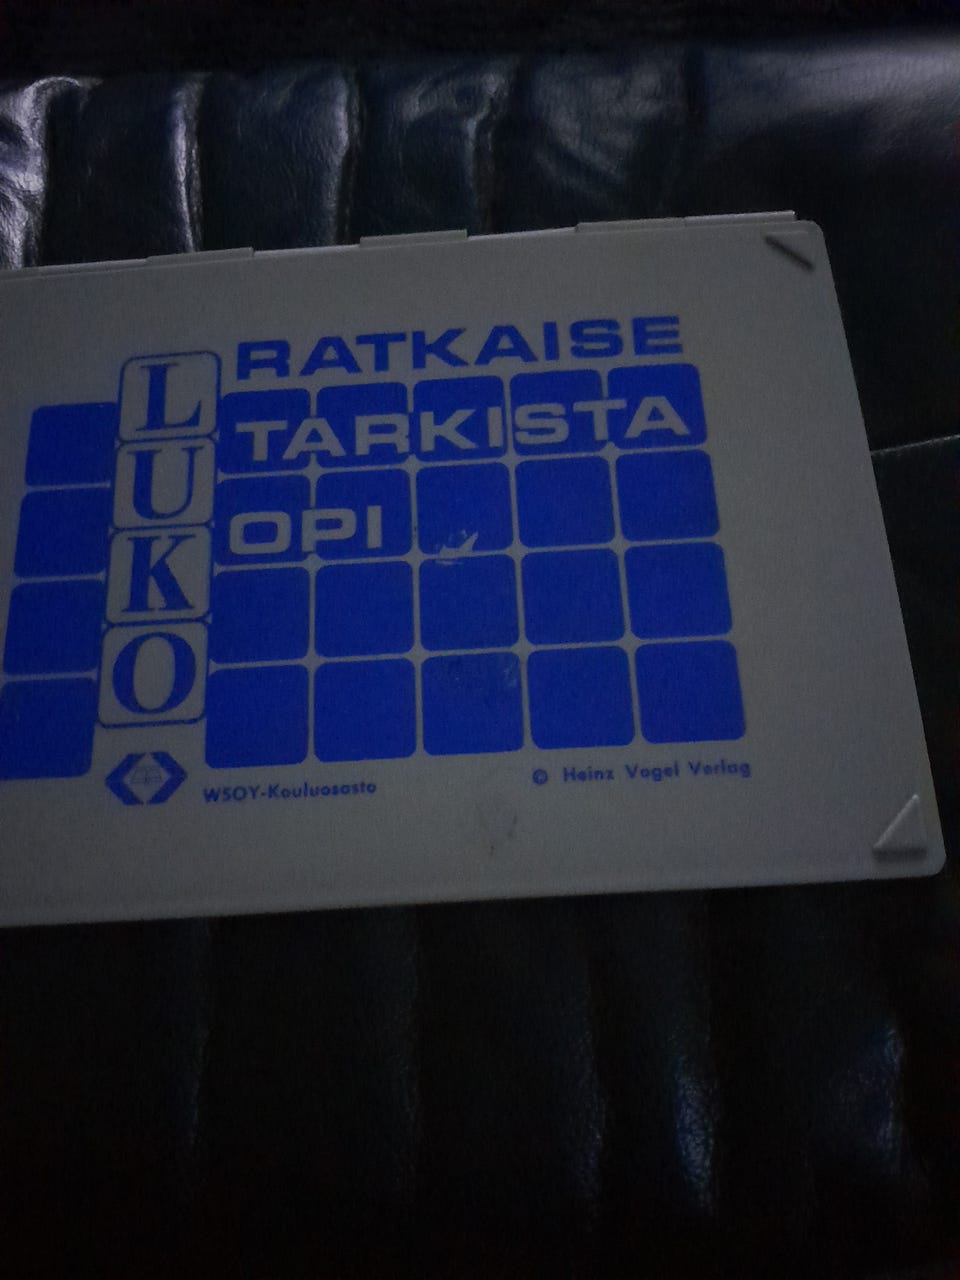 LUKO
RATKAISE
TARKISTA
OPI
WSOY-Kouluosasto
© Heinz Vogel Verlag